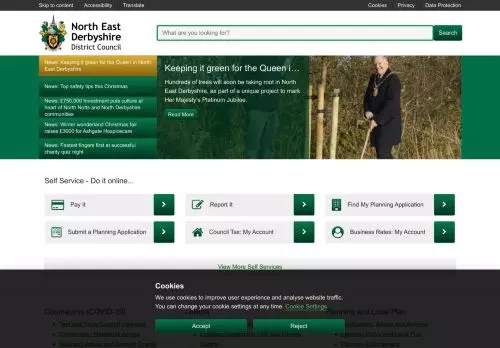 Skip to content Accessibility Translate Cookies Privacy Data Protection
North East
Derbyshire
District Council
What are you looking for?
Search
News: Keeping it green for the Queen in North
East Derbyshire
News: Top safety tips this Christmas
News: £750,000 Investment puts culture at
heart of North Notts and North Derbyshire
communities
News: Winter wonderland Christmas fair
raises £3000 for Ashgate Hospicecare
News: Fastest fingers first at successful
charity quiz night
Keeping it green for the Queen i…
Hundreds of trees will soon be taking root in North
East Derbyshire, as part of a unique project to mark
Her Majesty's Platinum Jubilee.
Read More
Self Service - Do it online...
Pay It
Report It
Find My Planning Application
Submit a Planning Application
Council Tax: My Account
Business Rates: My Account
View More Self Services
Cookies
We use cookies to improve user experience and analyse website traffic.
You can change your cookie settings at any time. Cookie Settings
Accept
Reject
Coronavirus (COVID-19)
Planning and Local Plan